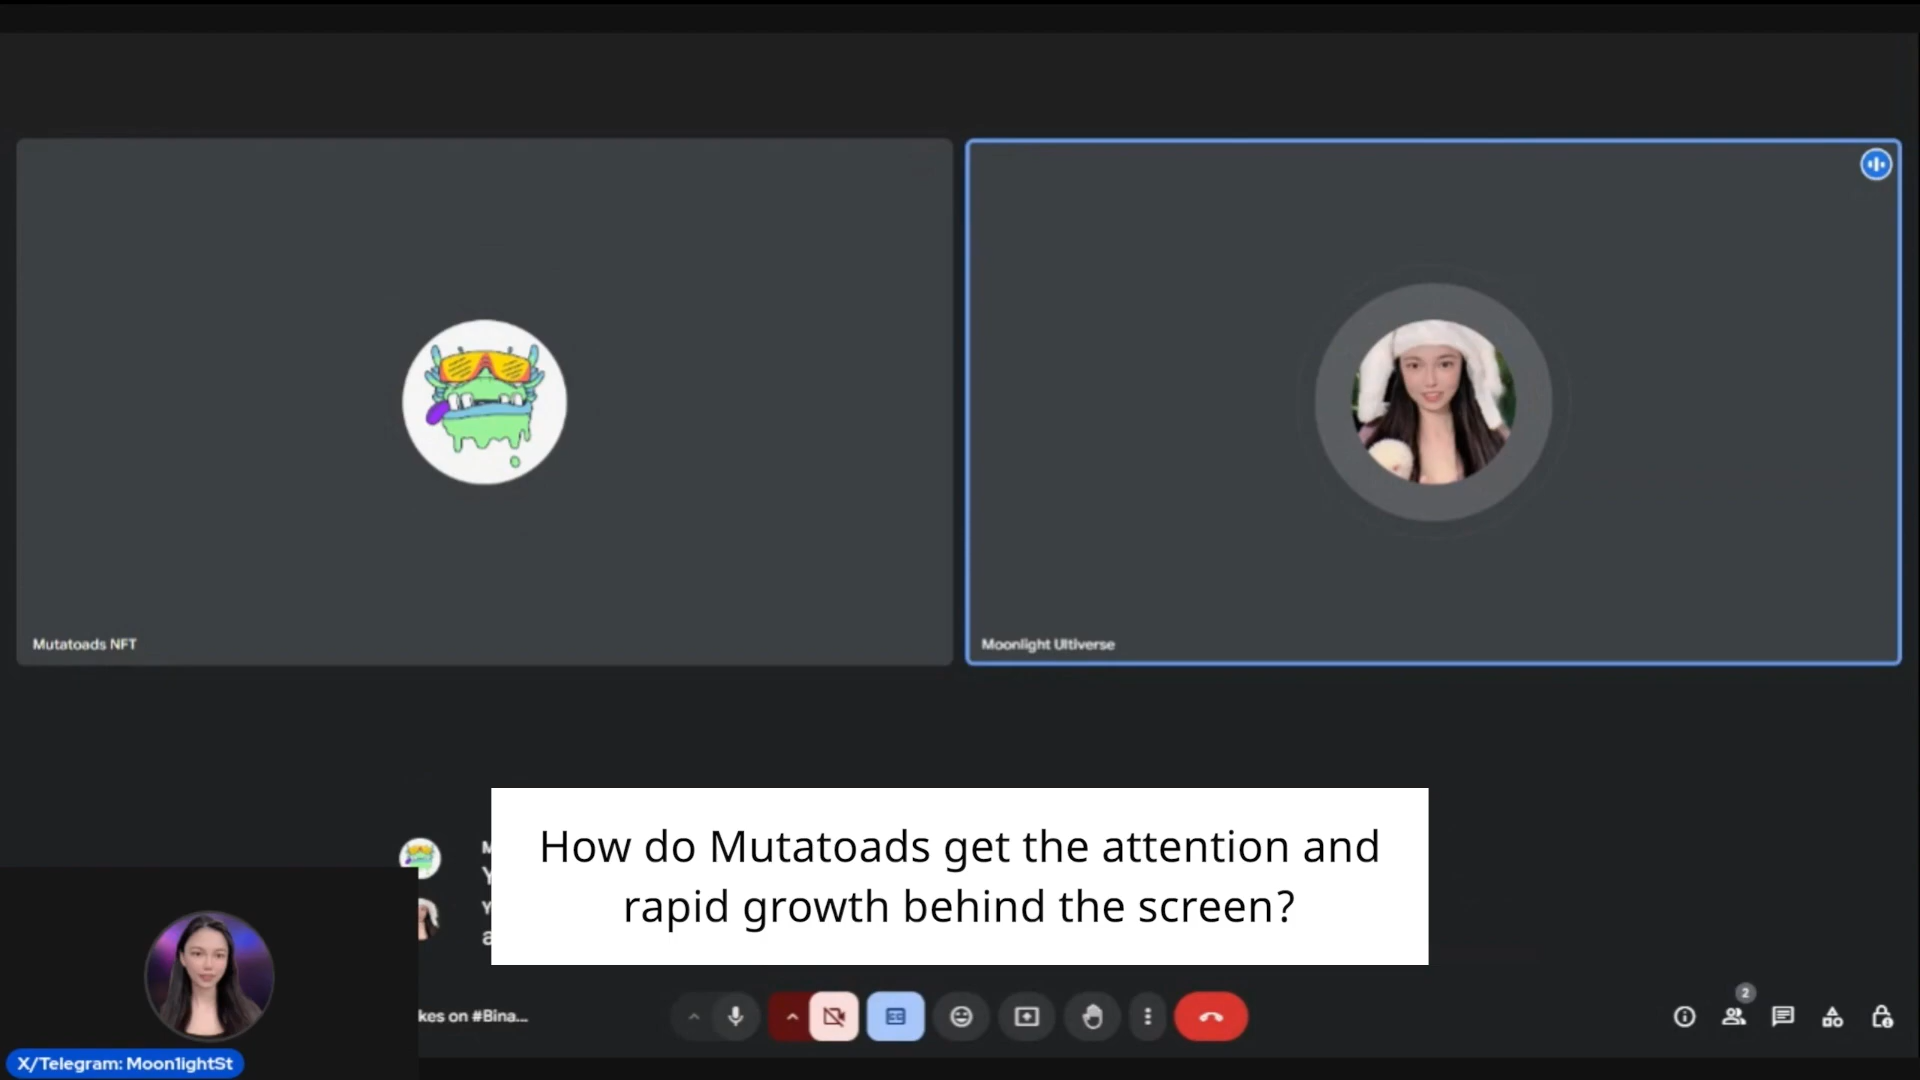 Mutatoads NFT
Moonlight Ultiverse
How do Mutatoads get the attention and
rapid growth behind the screen?
kes on #Bina...
2
X/Telegram: Moon1ightSt